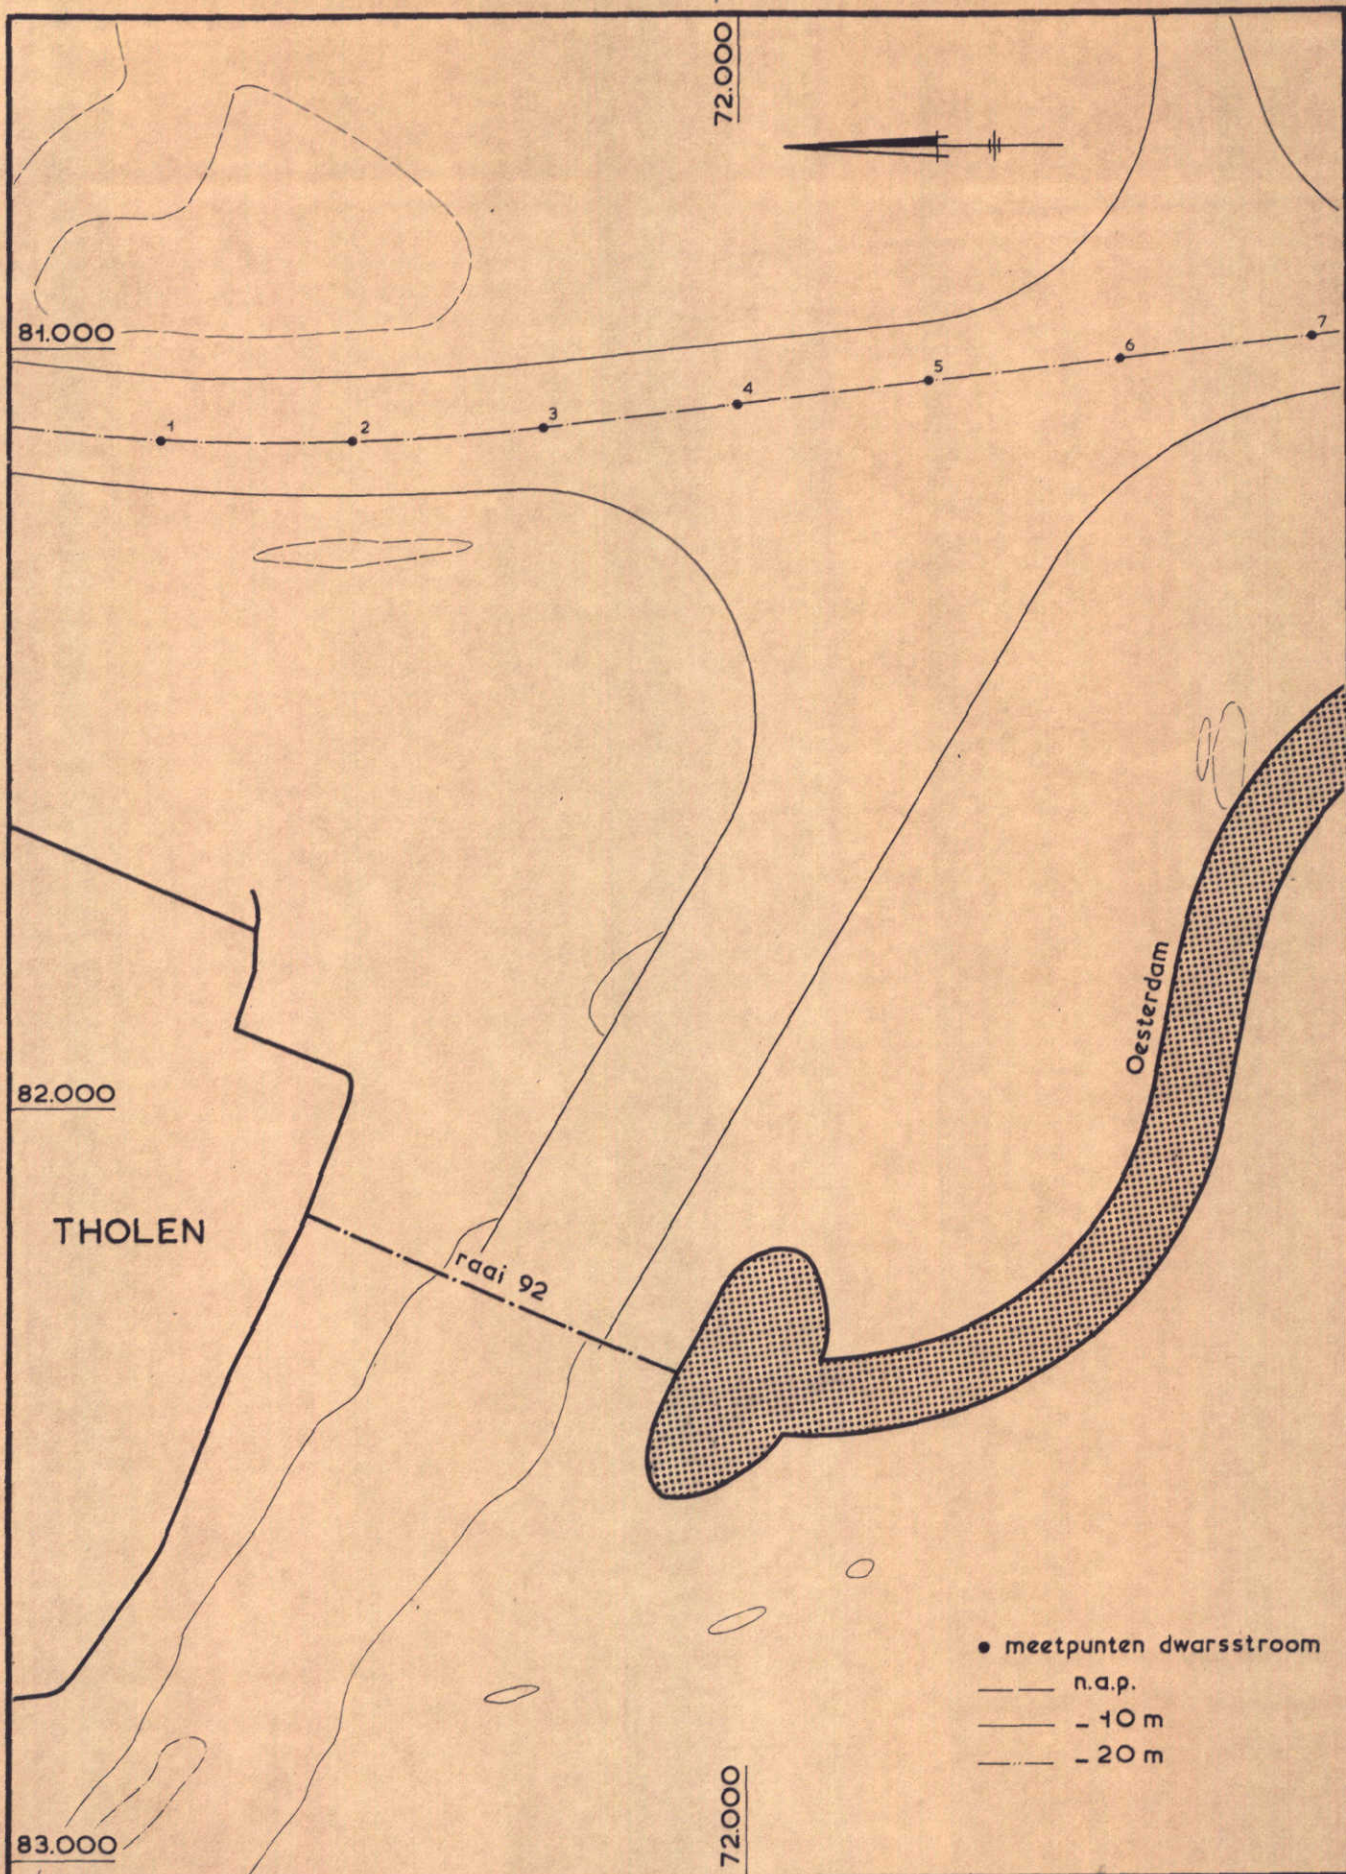 72.000
81.000
1
2
3
4
5
6
7
Oesterdam
82.000
THOLEN
raai 92
meetpunten dwarsstroom
n.a.p.
- 10 m
- 20 m
72.000
83.000